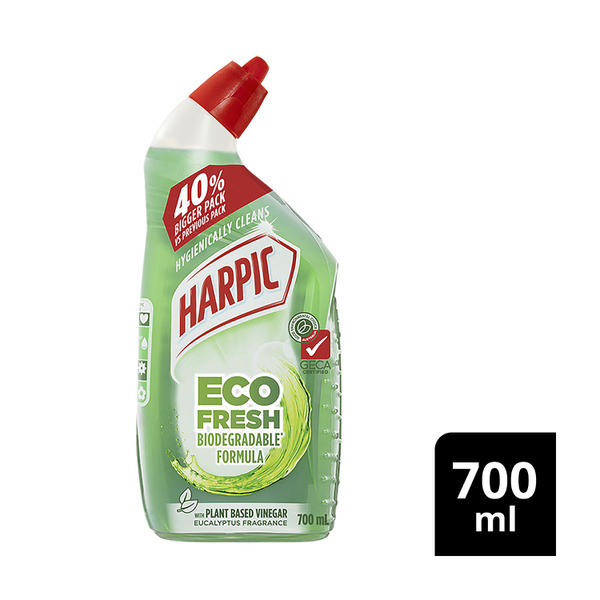 40%
BIGGER PACK
VS PREVIOUS PACK
HYGIENICALLY CLEANS
HARPIC
GECA
CERTIFIED
ECO
FRESH
BIODEGRADABLE*
FORMULA
WITH PLANT BASED VINEGAR
EUCALYPTUS FRAGRANCE
700 mL
700
ml